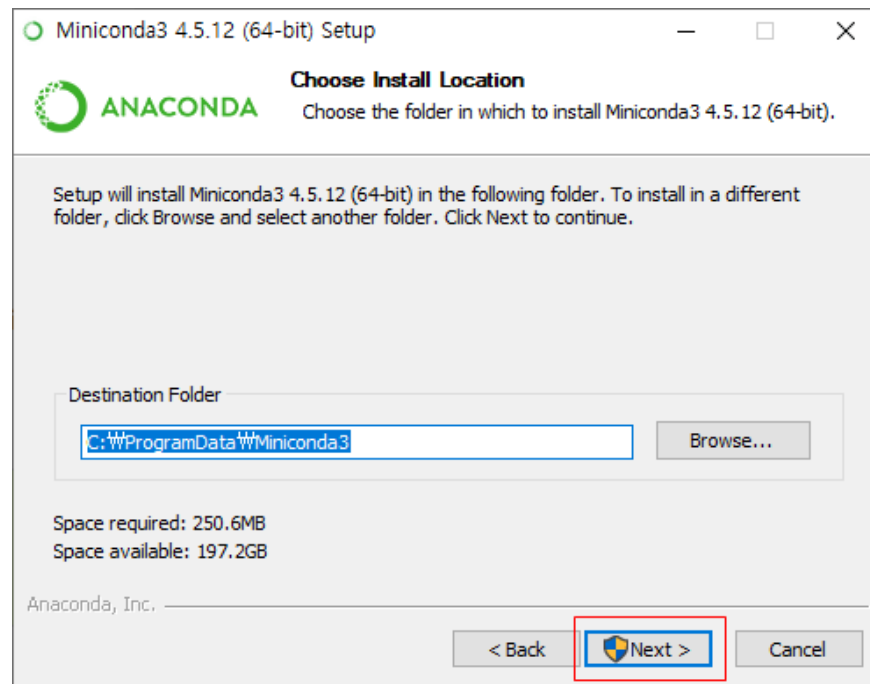 Miniconda3 4.5.12 (64-bit) Setup
ANACONDA
Choose Install Location
Choose the folder in which to install Miniconda3 4.5.12 (64-bit).
Setup will install Miniconda3 4.5.12 (64-bit) in the following folder. To install in a different
folder, click Browse and select another folder. Click Next to continue.
Destination Folder
C:₩ProgramData₩Miniconda3
Browse...
Space required: 250.6MB
Space available: 197.2GB
Anaconda, Inc.
< Back
Next >
Cancel